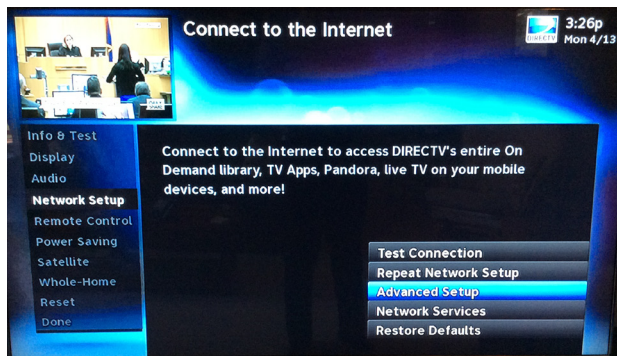 Connect to the Internet
DIRECTV
3:26p
Mon 4/13
Info & Test
Display
Audio
Network Setup
Remote Control
Power Saving
Satellite
Whole-Home
Reset
Done
Connect to the Internet to access DIRECTV's entire On
Demand library, TV Apps, Pandora, live TV on your mobile
devices, and more!
Test Connection
Repeat Network Setup
Advanced Setup
Network Services
Restore Defaults